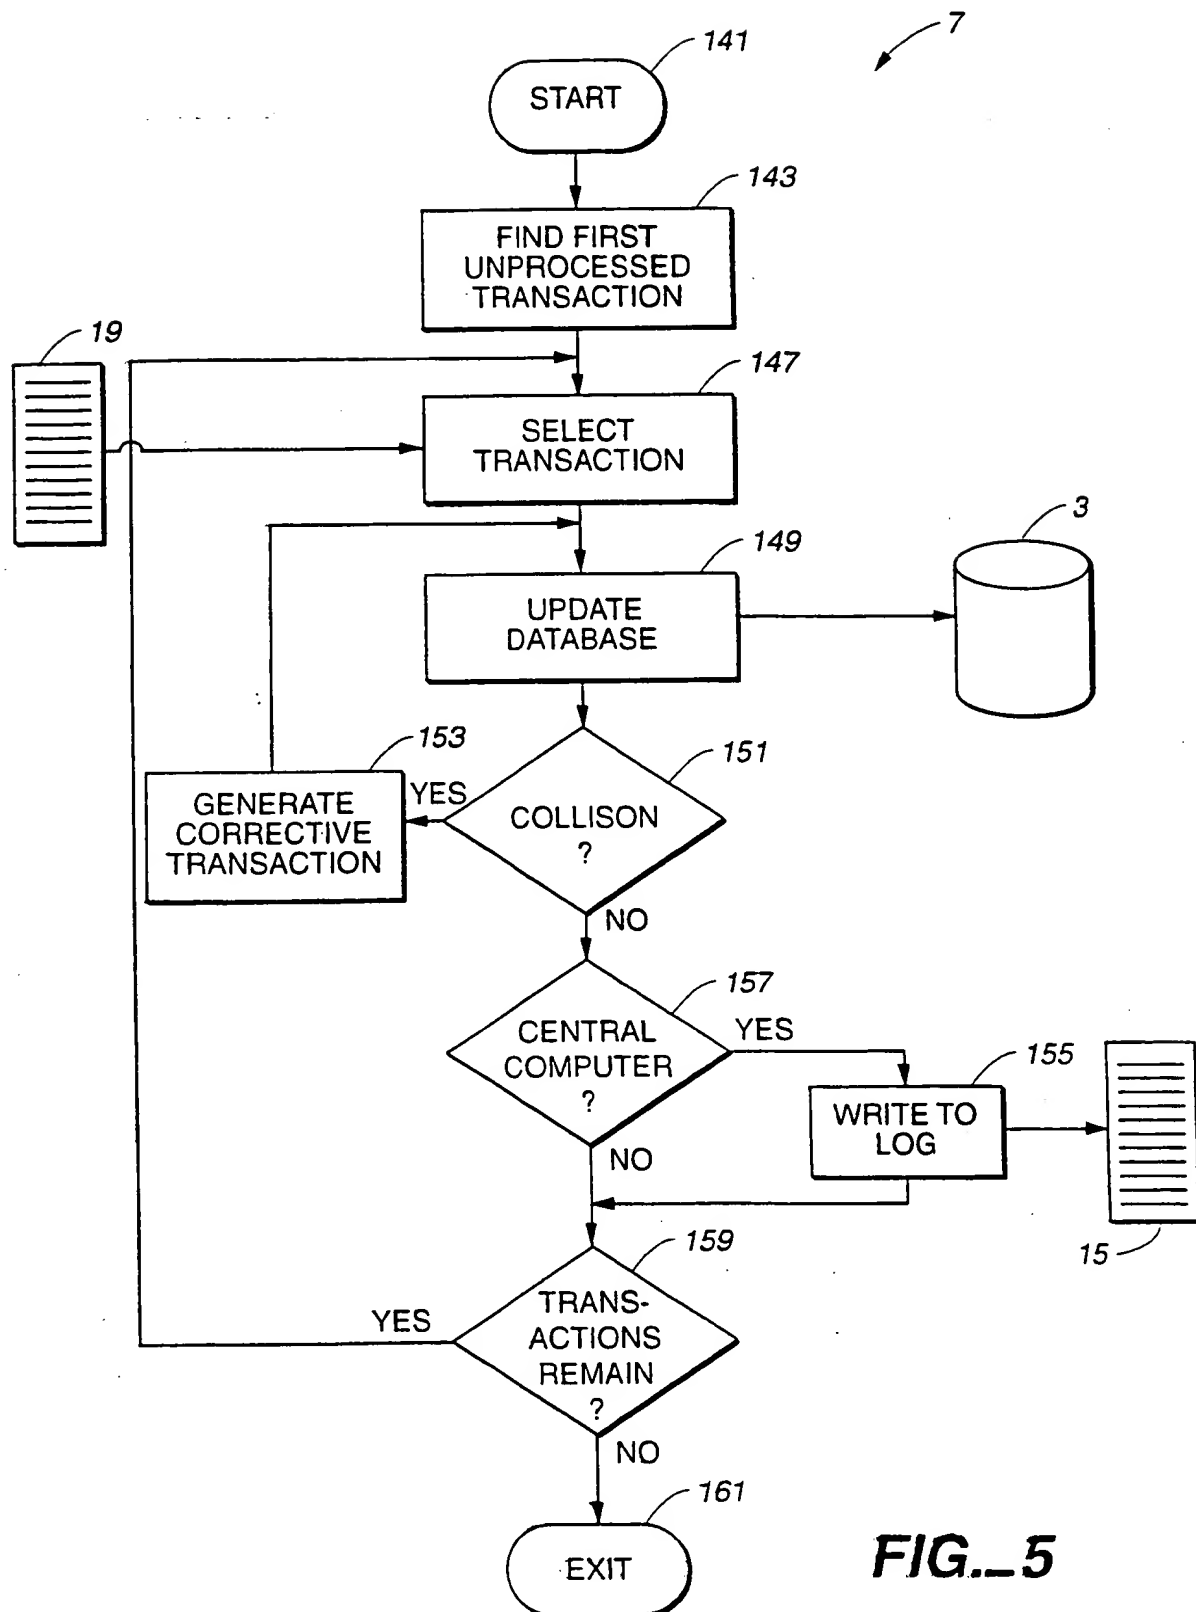 7
141
START
143
FIND FIRST
UNPROCESSED
TRANSACTION
19
147
SELECT
TRANSACTION
3
149
UPDATE
DATABASE
153
151
GENERATE
CORRECTIVE
TRANSACTION
YES
COLLISON
?
NO
157
CENTRAL
COMPUTER
?
YES
155
WRITE TO
LOG
NO
15
159
TRANS-
ACTIONS
REMAIN
?
YES
NO
161
EXIT
FIG._5